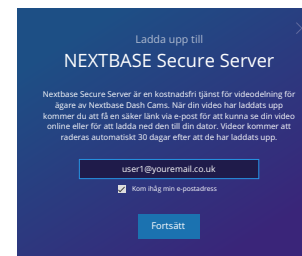 Ladda upp till
NEXTBASE Secure Server
Nextbase Secure Server är en kostnadsfri tjänst för videodelning för
ägare av Nextbase Dash Cams. När din video har laddats upp
kommer du att få en säker länk via e-post för att kunna se din video
online eller för att ladda ned den till din dator. Videor kommer att
raderas automatiskt 30 dagar efter att de har laddats upp.
user1@youremail.co.uk
Kom ihåg min e-postadress
Fortsätt